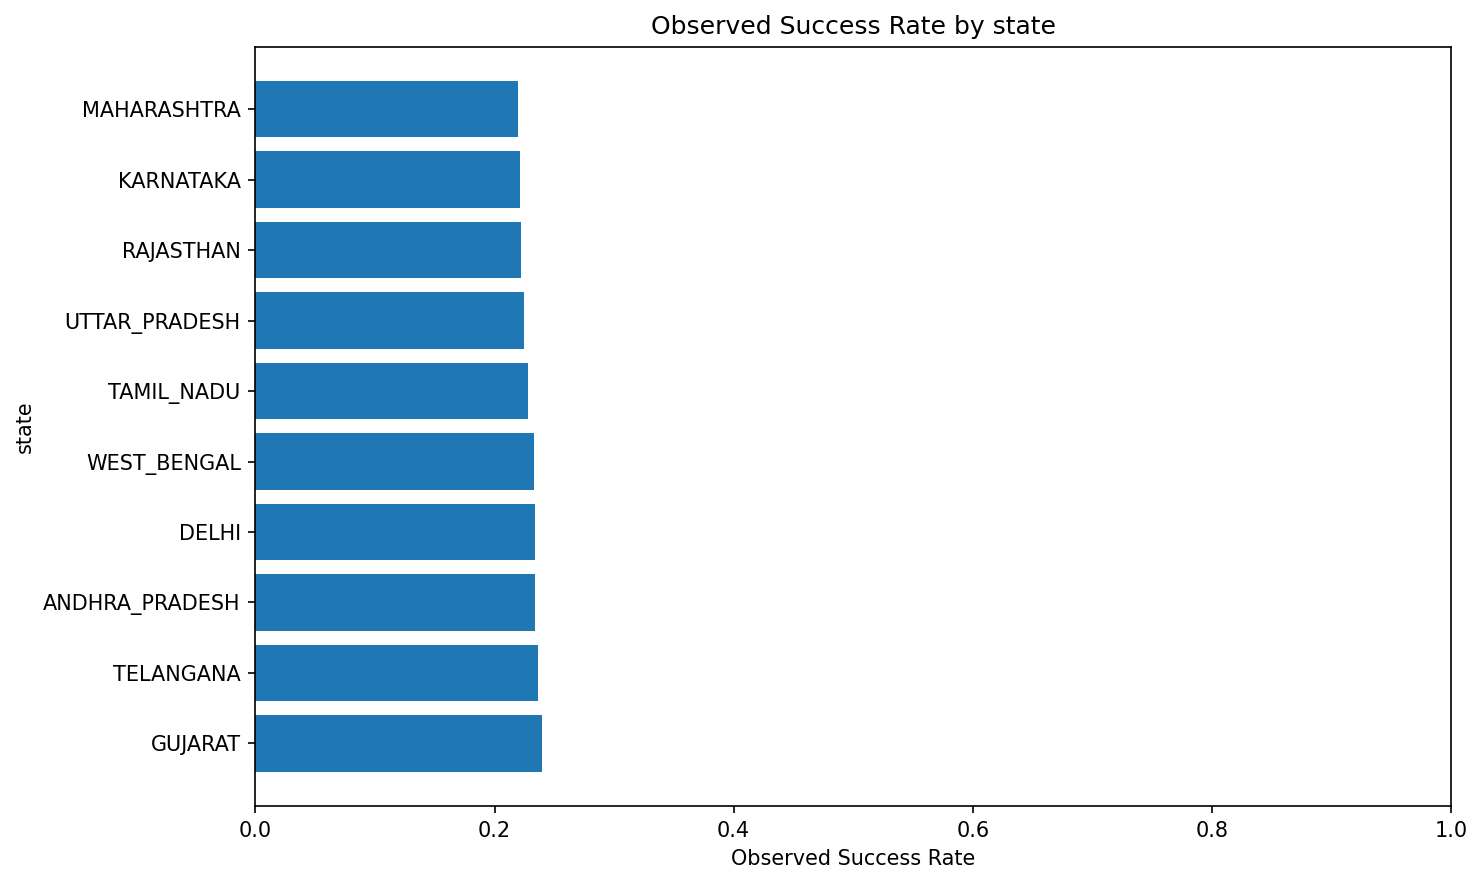 Observed Success Rate by state
state
MAHARASHTRA
KARNATAKA
RAJASTHAN
UTTAR_PRADESH
TAMIL_NADU
WEST_BENGAL
DELHI
ANDHRA_PRADESH
TELANGANA
GUJARAT
0.0 0.2 0.4 0.6 0.8 1.0
Observed Success Rate